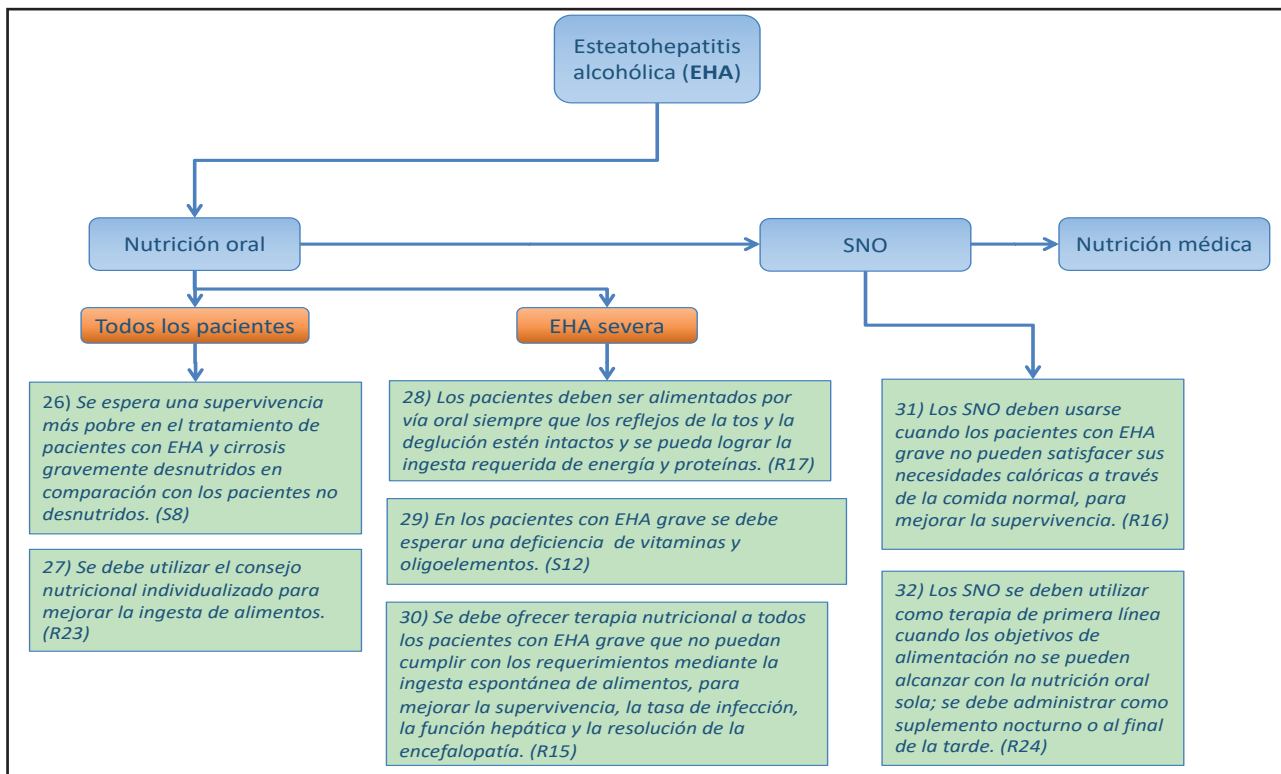 Esteatohepatitis
alcohólica (EHA)
Nutrición oral
SNO
Nutrición médica
Todos los pacientes
EHA severa
26) Se espera una supervivencia
más pobre en el tratamiento de
pacientes con EHA y cirrosis
gravemente desnutridos en
comparación con los pacientes no
desnutridos. (S8)
27) Se debe utilizar el consejo
nutricional individualizado para
mejorar la ingesta de alimentos.
(R23)
28) Los pacientes deben ser alimentados por
vía oral siempre que los reflejos de la tos y la
deglución estén intactos y se pueda lograr la
ingesta requerida de energía y proteínas. (R17)
29) En los pacientes con EHA grave se debe
esperar una deficiencia de vitaminas y
oligoelementos. (S12)
30) Se debe ofrecer terapia nutricional a todos
los pacientes con EHA grave que no puedan
cumplir con los requerimientos mediante la
ingesta espontánea de alimentos, para
mejorar la supervivencia, la tasa de infección,
la función hepática y la resolución de la
encefalopatía. (R15)
31) Los SNO deben usarse
cuando los pacientes con EHA
grave no pueden satisfacer sus
necesidades calóricas a través
de la comida normal, para
mejorar la supervivencia. (R16)
32) Los SNO se deben utilizar
como terapia de primera línea
cuando los objetivos de
alimentación no se pueden
alcanzar con la nutrición oral
sola; se debe administrar como
suplemento nocturno o al final
de la tarde. (R24)